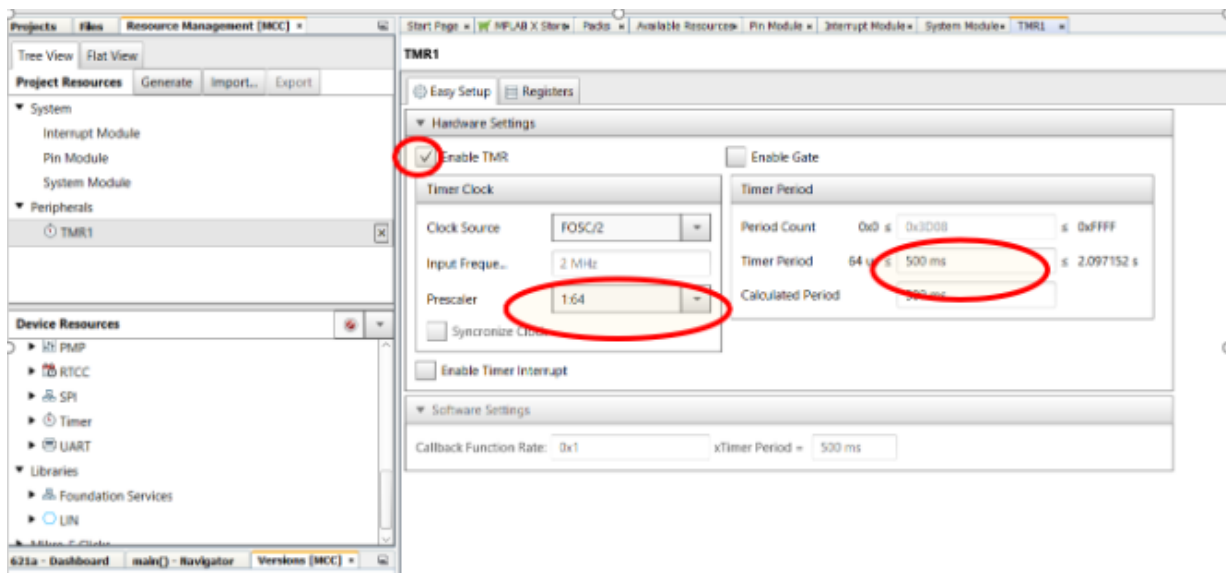 Projects Files Resource Management [MCC] ×
Tree View Flat View
Project Resources Generate Import... Export
System
Interrupt Module
Pin Module
System Module
Peripherals
TMR1
Device Resources
PMP
RTCC
SPI
Timer
UART
Libraries
Foundation Services
LIN
621a - Dashboard main() - Navigator Versions [MCC] ×
Start Page × MPLAB X Store Packs × Available Resources Pin Module × Interrupt Module × System Module × TMR1 ×
TMR1
Easy Setup Registers
Hardware Settings
Enable TMR Enable Gate
Timer Clock
Clock Source FOSC/2
Input Freque... 2 MHz
Prescaler 1:64
Syncronize Clock
Timer Period
Period Count 0x0 ≤ 0x3D08 ≤ 0xFFFF
Timer Period 64 ≤ 500 ms ≤ 2.097152 s
Calculated Period 500 ms
Enable Timer Interrupt
Software Settings
Callback Function Rate: 0x1 xTimer Period = 500 ms